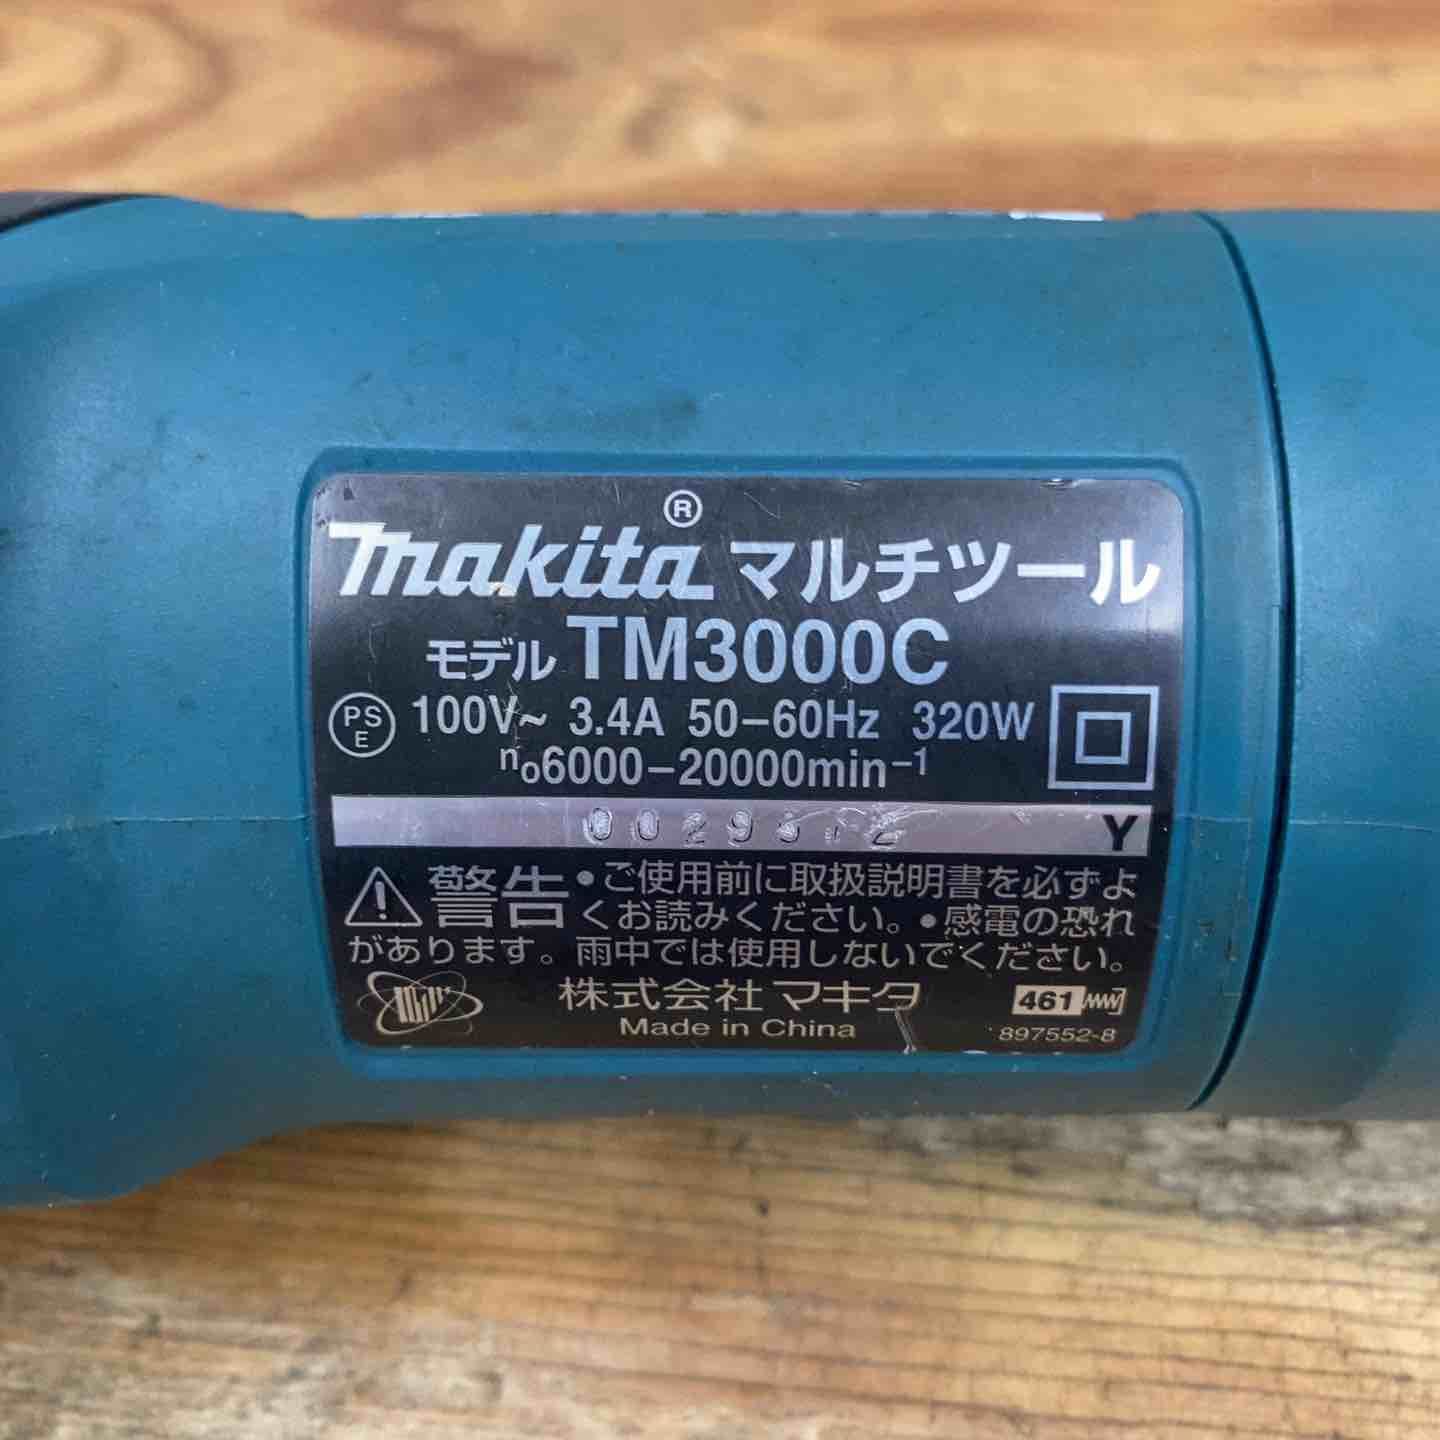 makita® マルチツール
モデル TM3000C
PS E 100V~ 3.4A 50-60Hz 320W
n₀6000-20000min⁻¹
Y
警告 •ご使用前に取扱説明書を必ずよ
くお読みください。•感電の恐れ
があります。雨中では使用しないでください。
株式会社マキタ 461
Made in China 897552-8